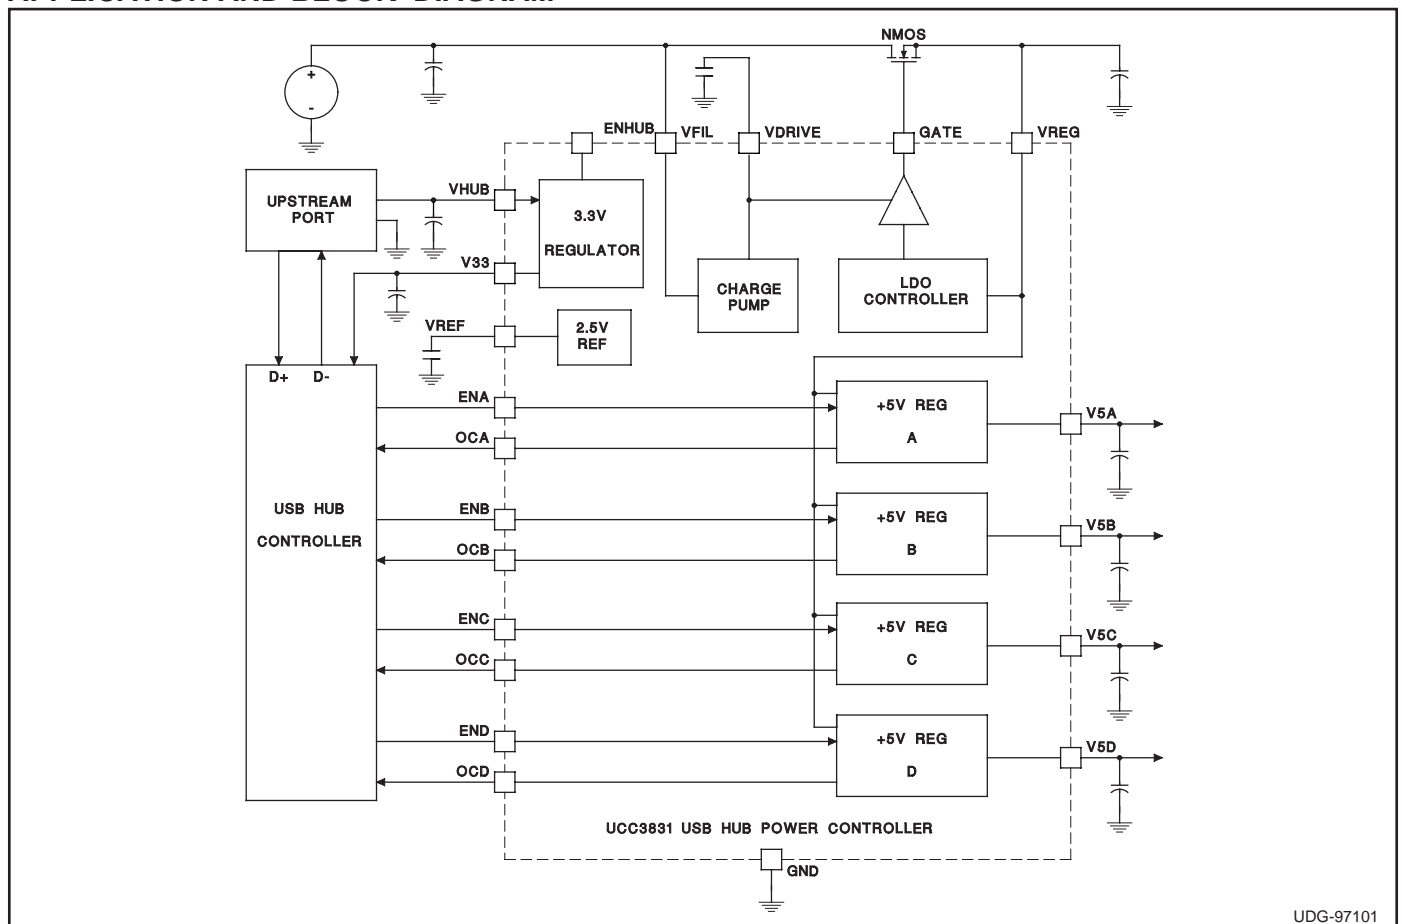 APPLICATION AND BLOCK DIAGRAM
NMOS
+
-
ENHUB
VFIL
VDRIVE
GATE
VREG
UPSTREAM
PORT
VHUB
3.3V
REGULATOR
V33
CHARGE
PUMP
LDO
CONTROLLER
VREF
2.5V
REF
D+
D-
ENA
+5V REG
A
V5A
OCA
USB HUB
CONTROLLER
ENB
+5V REG
B
V5B
OCB
ENC
+5V REG
C
V5C
OCC
END
+5V REG
D
V5D
OCD
UCC3831 USB HUB POWER CONTROLLER
GND
UDG-97101